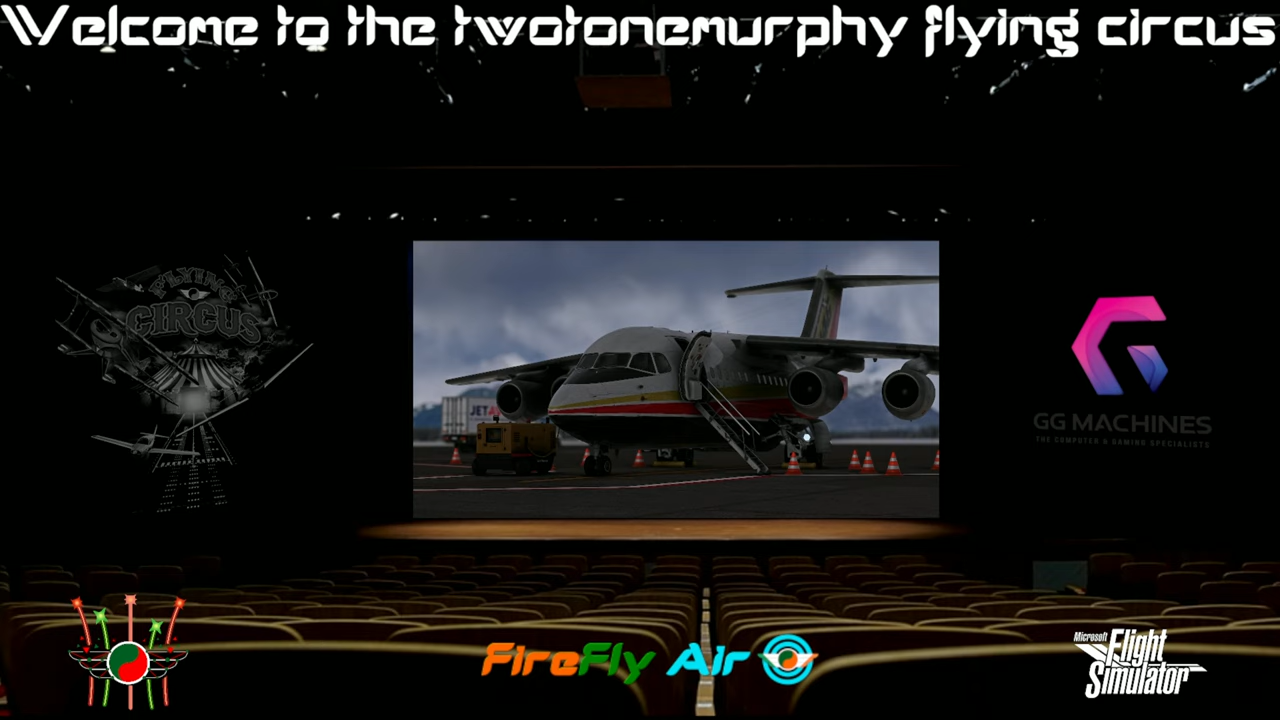 Welcome to the twotonemurphy flying circus
FLYING
CIRCUS
JETA
GG MACHINES
THE COMPUTER & GAMING SPECIALISTS
FireFly Air
Microsoft
Flight
Simulator